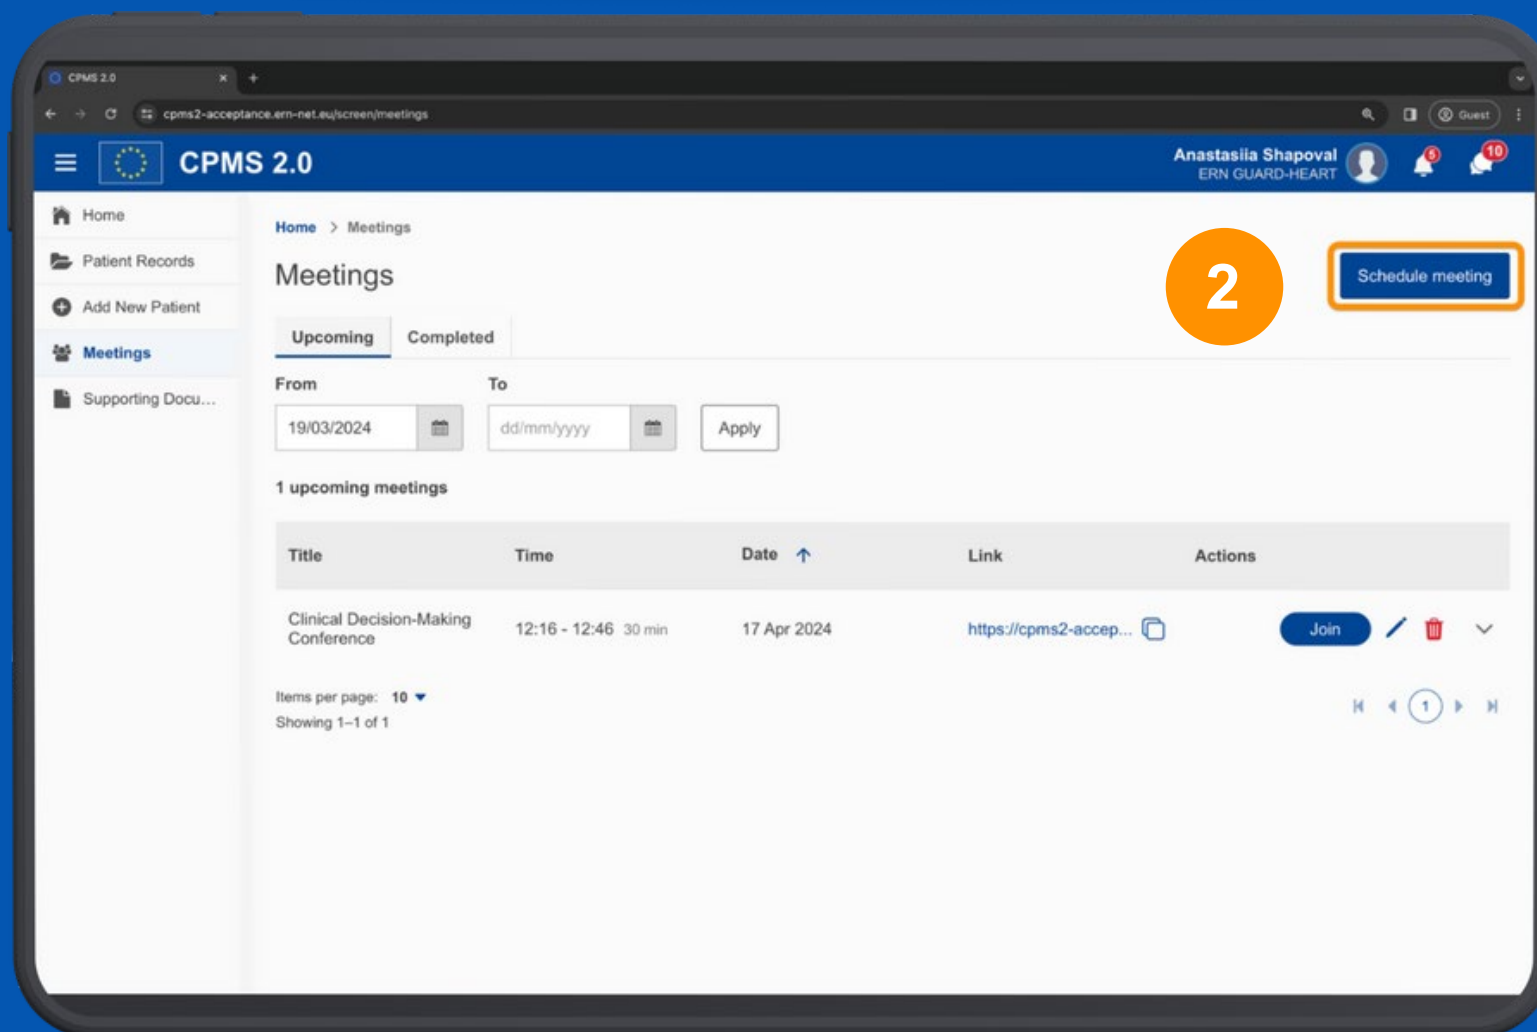 CPMS 2.0
cpms2-acceptance.ern-net.eu/screen/meetings
Guest
CPMS 2.0
Anastasiia Shapoval
ERN GUARD-HEART
5
10
Home
Patient Records
Add New Patient
Meetings
Supporting Docu...
Home > Meetings
Meetings
2
Schedule meeting
Upcoming Completed
From To
19/03/2024 dd/mm/yyyy Apply
1 upcoming meetings
Title Time Date Link Actions
Clinical Decision-Making
Conference
12:16 - 12:46 30 min 17 Apr 2024 https://cpms2-accep... Join
Items per page: 10
Showing 1–1 of 1
1